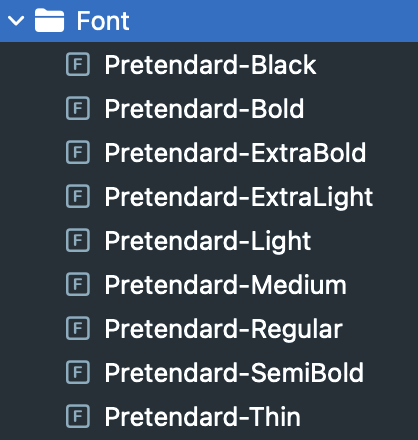 Font
F Pretendard-Black
F Pretendard-Bold
F Pretendard-ExtraBold
F Pretendard-ExtraLight
F Pretendard-Light
F Pretendard-Medium
F Pretendard-Regular
F Pretendard-SemiBold
F Pretendard-Thin